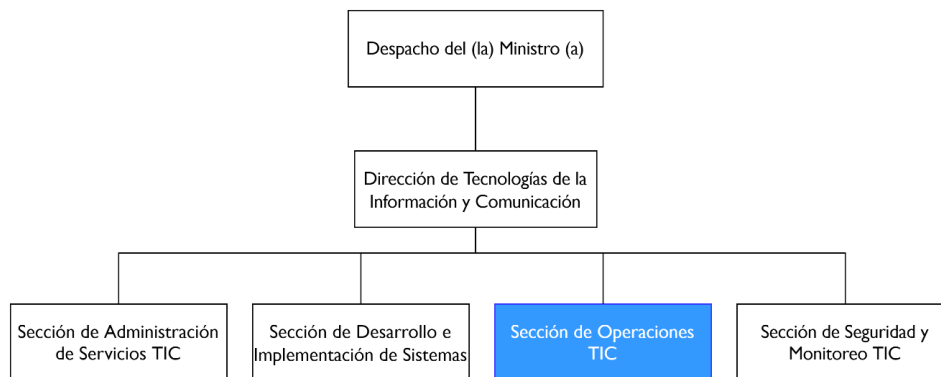 Despacho del (la) Ministro (a)
Dirección de Tecnologías de la
Información y Comunicación
Sección de Administración
de Servicios TIC
Sección de Desarrollo e
Implementación de Sistemas
Sección de Operaciones
TIC
Sección de Seguridad y
Monitoreo TIC